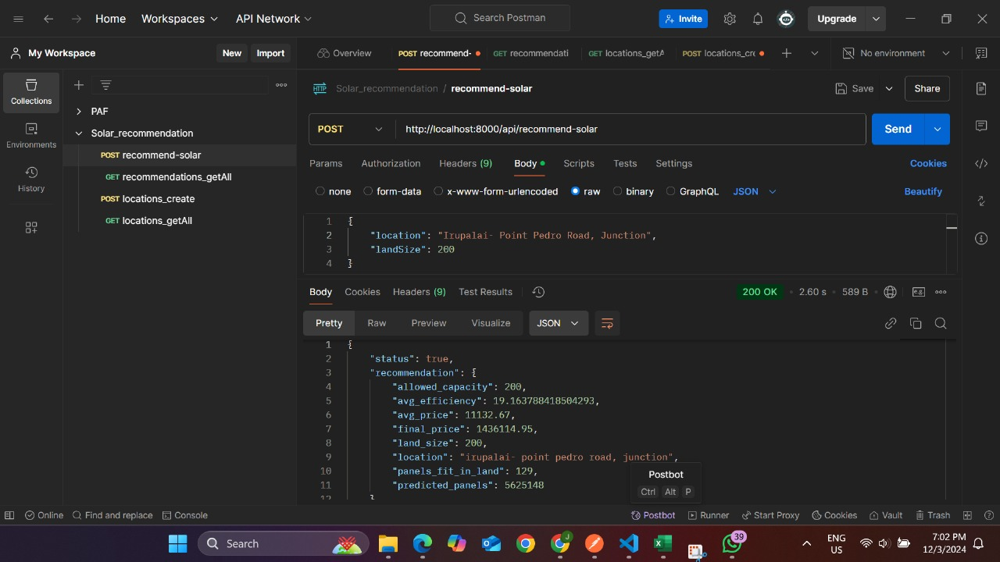 Home Workspaces API Network Search Postman Invite Upgrade
My Workspace New Import Overview POST recommend- GET recommendati GET locations_getA POST locations_cre No environment
Collections
Environments
History
PAF
Solar_recommendation
POST recommend-solar
GET recommendations_getAll
POST locations_create
GET locations_getAll
HTTP Solar_recommendation / recommend-solar Save Share
POST http://localhost:8000/api/recommend-solar Send
Params Authorization Headers (9) Body Scripts Tests Settings Cookies
none form-data x-www-form-urlencoded raw binary GraphQL JSON Beautify
1 {
2 "location": "Irupalai- Point Pedro Road, Junction",
3 "landSize": 200
4 }
Body Cookies Headers (9) Test Results 200 OK 2.60 s 589 B e.g.
Pretty Raw Preview Visualize JSON
1 {
2 "status": true,
3 "recommendation": {
4 "allowed_capacity": 200,
5 "avg_efficiency": 19.163788418504293,
6 "avg_price": 11132.67,
7 "final_price": 1436114.95,
8 "land_size": 200,
9 "location": "irupalai- point pedro road, junction",
10 "panels_fit_in_land": 129,
11 "predicted_panels": 5625148
12 }
Postbot
Ctrl Alt P
Online Find and replace Console Postbot Runner Start Proxy Cookies Vault Trash
Search J 39 ENG US 7:02 PM 12/3/2024